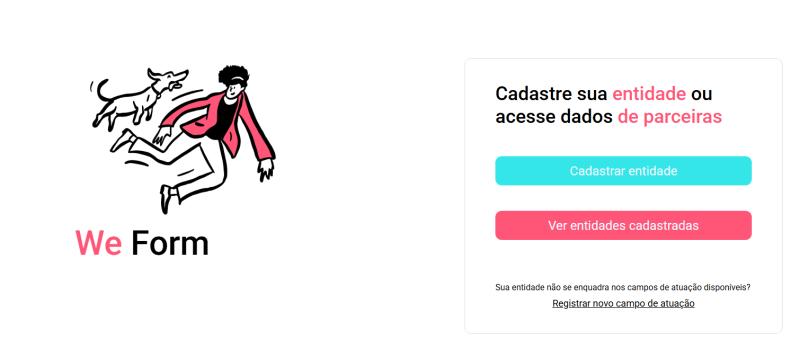 We Form
Cadastre sua entidade ou
acesse dados de parceiras
Cadastrar entidade
Ver entidades cadastradas
Sua entidade não se enquadra nos campos de atuação disponíveis?
Registrar novo campo de atuação